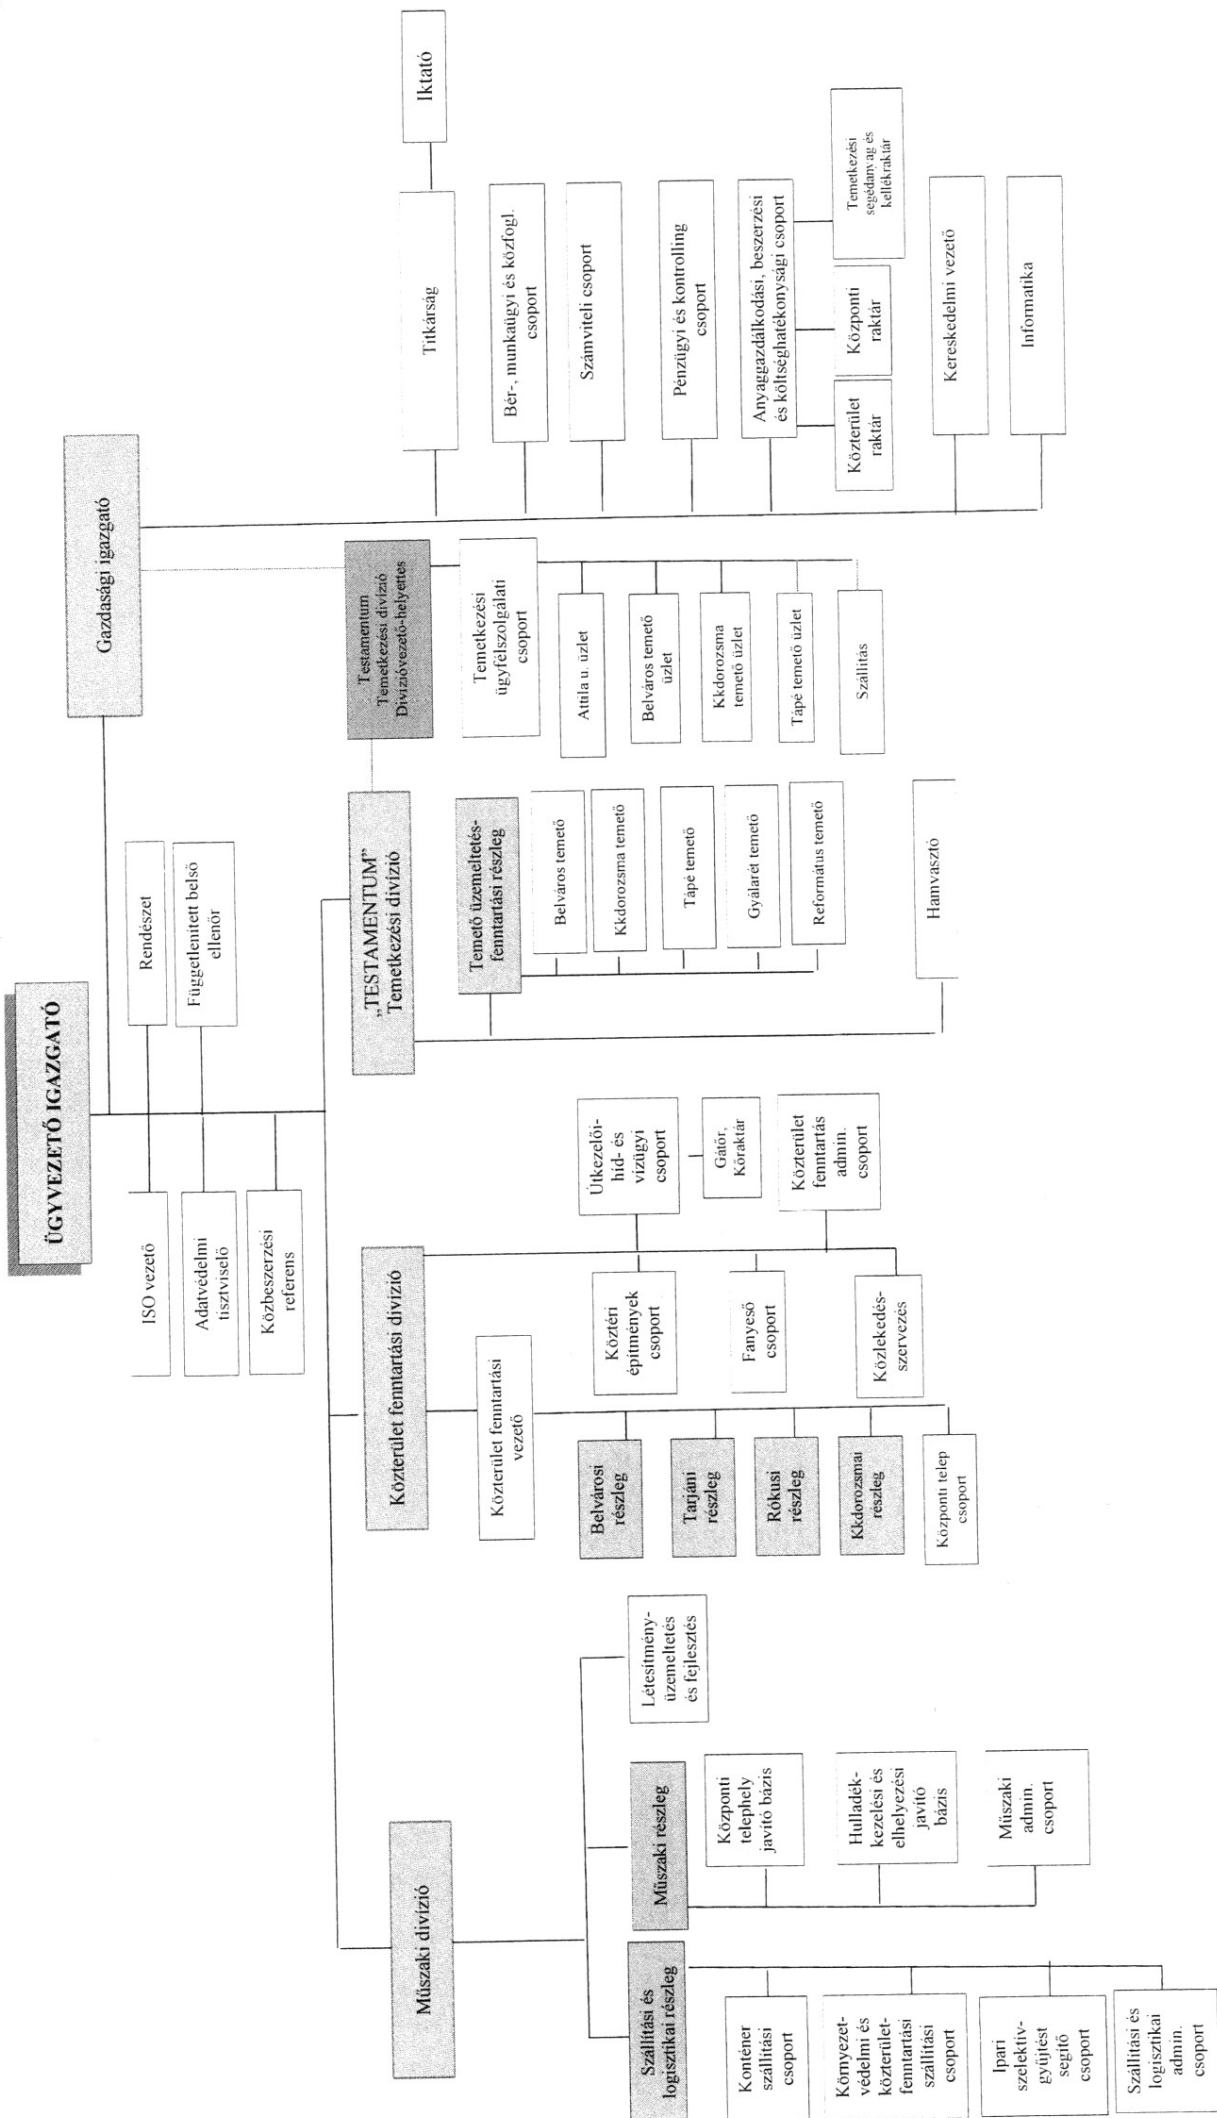 ÜGYVEZETŐ IGAZGATÓ
Gazdasági igazgató
ISO vezető
Rendészet
Adatvédelmi
tisztviselő
Függetlenített belső
ellenőr
Közbeszerzési
referens
Műszaki divízió
Közterület fenntartási divízió
„TESTAMENTUM”
Temetkezési divízió
Testamentum
Temetkezési divízió
Divízióvezető-helyettes
Titkárság
Iktató
Bér-, munkaügyi és közfogl.
csoport
Számviteli csoport
Pénzügyi és kontrolling
csoport
Anyaggazdálkodási, beszerzési
és költséghatékonysági csoport
Közterület
raktár
Központi
raktár
Temetkezési
segédanyag és
kellékraktár
Kereskedelmi vezető
Informatika
Temetkezési
ügyfélszolgálati
csoport
Attila u. üzlet
Belváros temető
üzlet
Kkdorozsma
temető üzlet
Tápé temető üzlet
Szállítás
Temető üzemeltetés-
fenntartási részleg
Belváros temető
Kkdorozsma temető
Tápé temető
Gyálarét temető
Református temető
Hamvasztó
Közterület fenntartási
vezető
Belvárosi
részleg
Tarjáni
részleg
Rókusi
részleg
Kkdorozsmai
részleg
Központi telep
csoport
Útkezelői-
híd- és
vízügyi
csoport
Gátőr,
Kőraktár
Közterület
fenntartás
admin.
csoport
Köztéri
építmények
csoport
Fanyeső
csoport
Közlekedés-
szervezés
Szállítási és
logisztikai részleg
Műszaki részleg
Létesítmény-
üzemeltetés
és fejlesztés
Központi
telephely
javító bázis
Hulladék-
kezelési és
elhelyezési
javító
bázis
Műszaki
admin.
csoport
Konténer
szállítási
csoport
Környezet-
védelmi és
közterület-
fenntartási
szállítási
csoport
Ipari
szelektív-
gyűjtést
segítő
csoport
Szállítási és
logisztikai
admin.
csoport